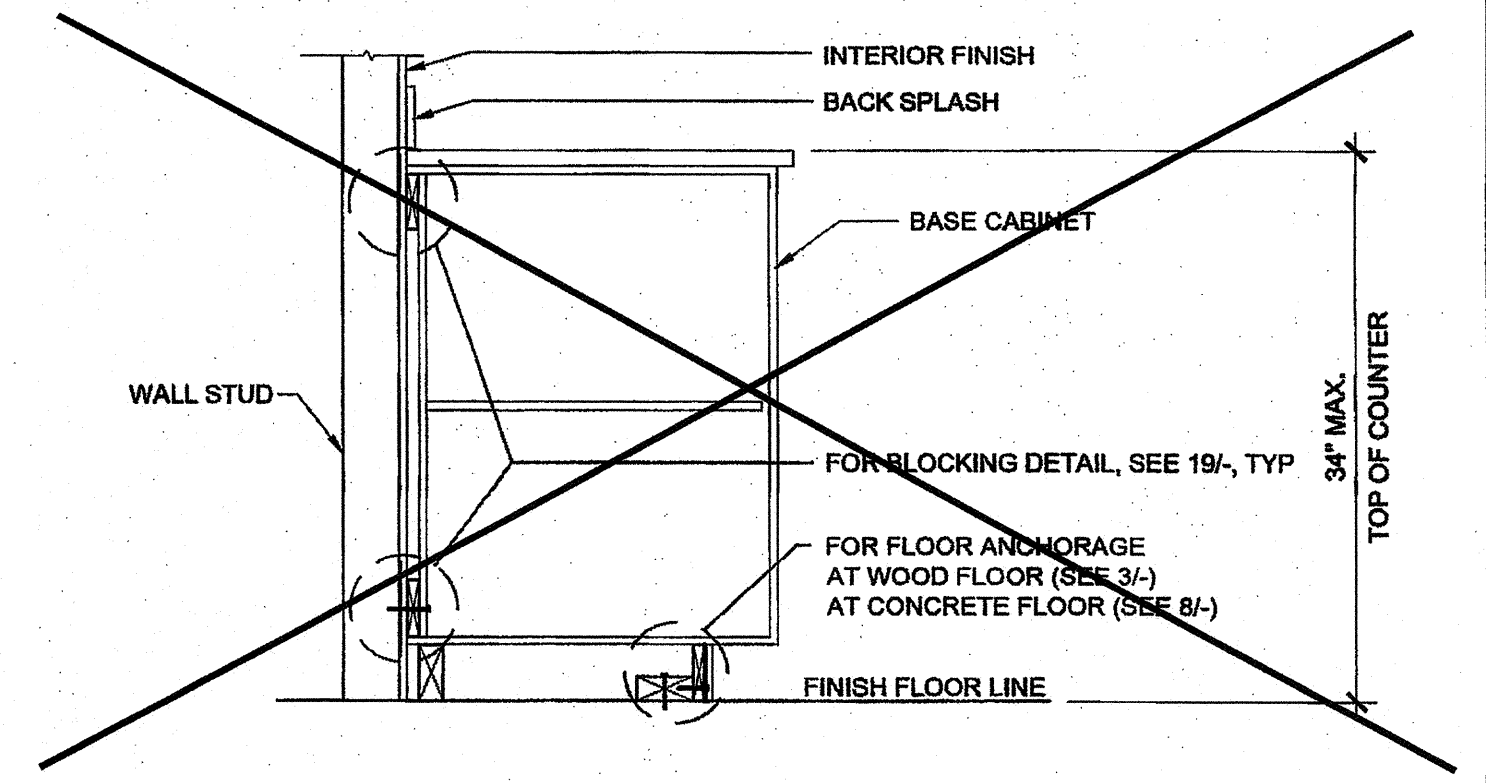 INTERIOR FINISH
BACK SPLASH
BASE CABINET
WALL STUD
34" MAX.
TOP OF COUNTER
FOR BLOCKING DETAIL, SEE 19/-, TYP
FOR FLOOR ANCHORAGE
AT WOOD FLOOR (SEE 3/-)
AT CONCRETE FLOOR (SEE 8/-)
FINISH FLOOR LINE